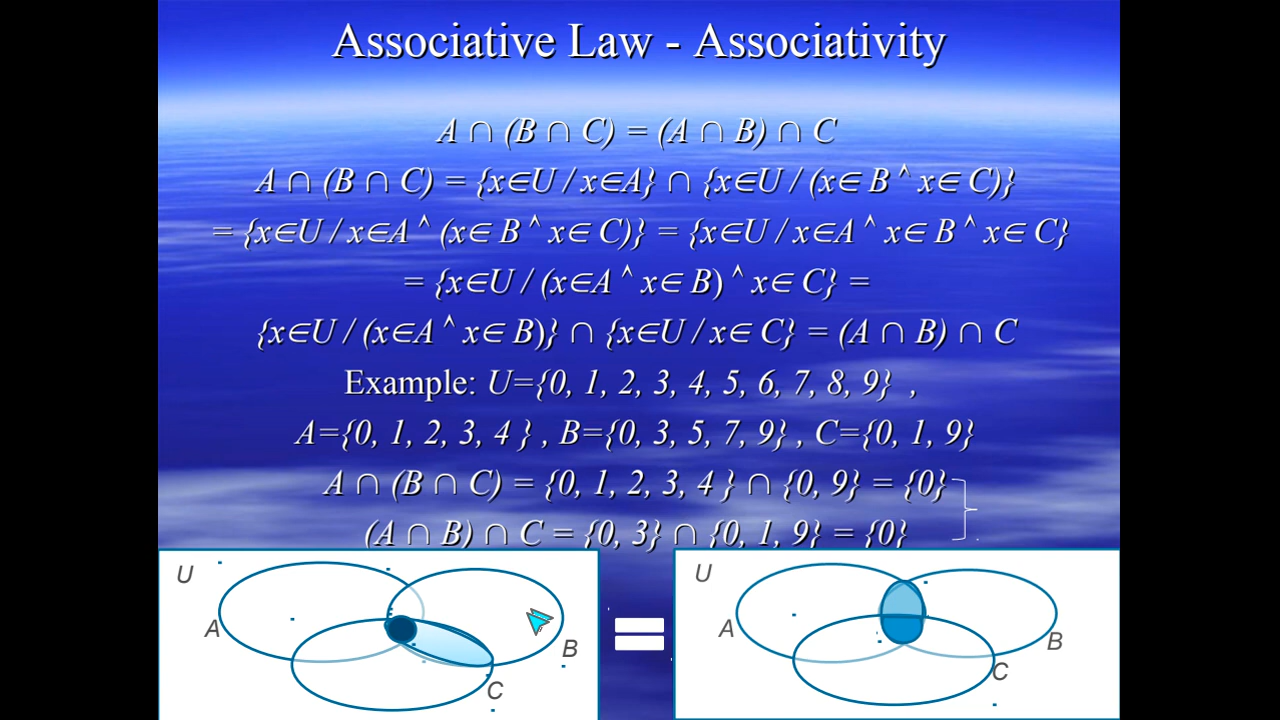 Associative Law - Associativity
A ∩ (B ∩ C) = (A ∩ B) ∩ C
A ∩ (B ∩ C) = {x∈U / x∈A} ∩ {x∈U / (x∈ B ^ x∈ C)}
= {x∈U / x∈A ^ (x∈ B ^ x∈ C)} = {x∈U / x∈A ^ x∈ B ^ x∈ C}
= {x∈U / (x∈A ^ x∈ B) ^ x∈ C} =
{x∈U / (x∈A ^ x∈ B)} ∩ {x∈U / x∈ C} = (A ∩ B) ∩ C
Example: U={0, 1, 2, 3, 4, 5, 6, 7, 8, 9} ,
A={0, 1, 2, 3, 4 } , B={0, 3, 5, 7, 9} , C={0, 1, 9}
A ∩ (B ∩ C) = {0, 1, 2, 3, 4 } ∩ {0, 9} = {0}
(A ∩ B) ∩ C = {0, 3} ∩ {0, 1, 9} = {0}
U
A
B
C
=
U
A
B
C